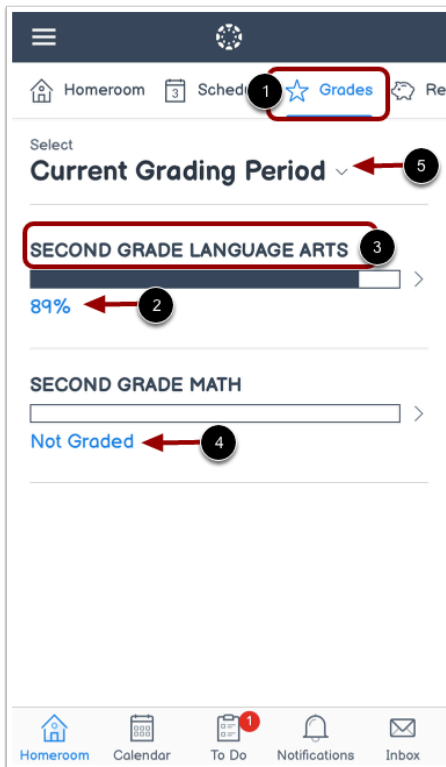 Homeroom 3 Sched 1 Grades Re
Select
Current Grading Period 5
SECOND GRADE LANGUAGE ARTS 3
89% 2
SECOND GRADE MATH
Not Graded 4
1
Homeroom Calendar To Do Notifications Inbox